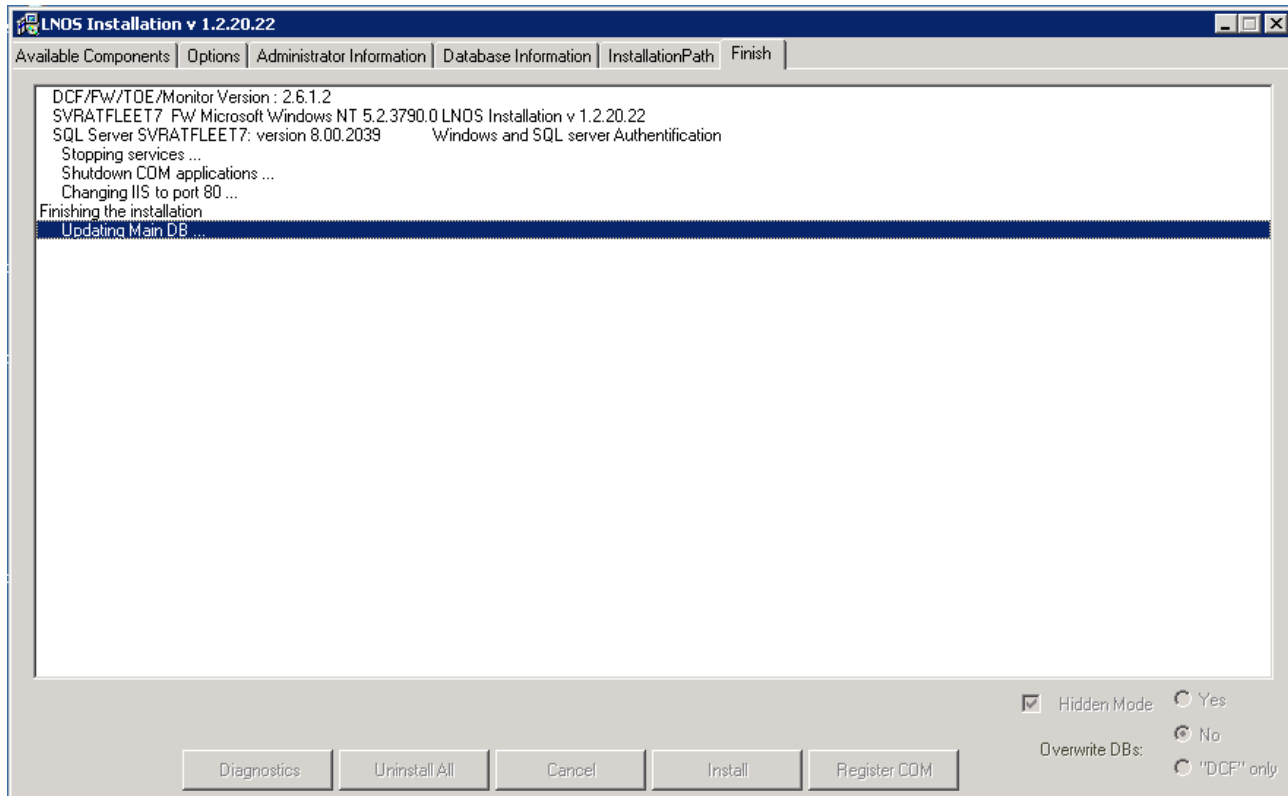 LNOS Installation v 1.2.20.22
Available Components Options Administrator Information Database Information InstallationPath Finish
DCF/FW/TOE/Monitor Version : 2.6.1.2
SVRATFLEET7 FW Microsoft Windows NT 5.2.3790.0 LNOS Installation v 1.2.20.22
SQL Server SVRATFLEET7: version 8.00.2039 Windows and SQL server Authentification
Stopping services ...
Shutdown COM applications ...
Changing IIS to port 80 ...
Finishing the installation
Updating Main DB ...
Hidden Mode Yes
Overwrite DBs: No
Diagnostics Uninstall All Cancel Install Register COM "DCF" only